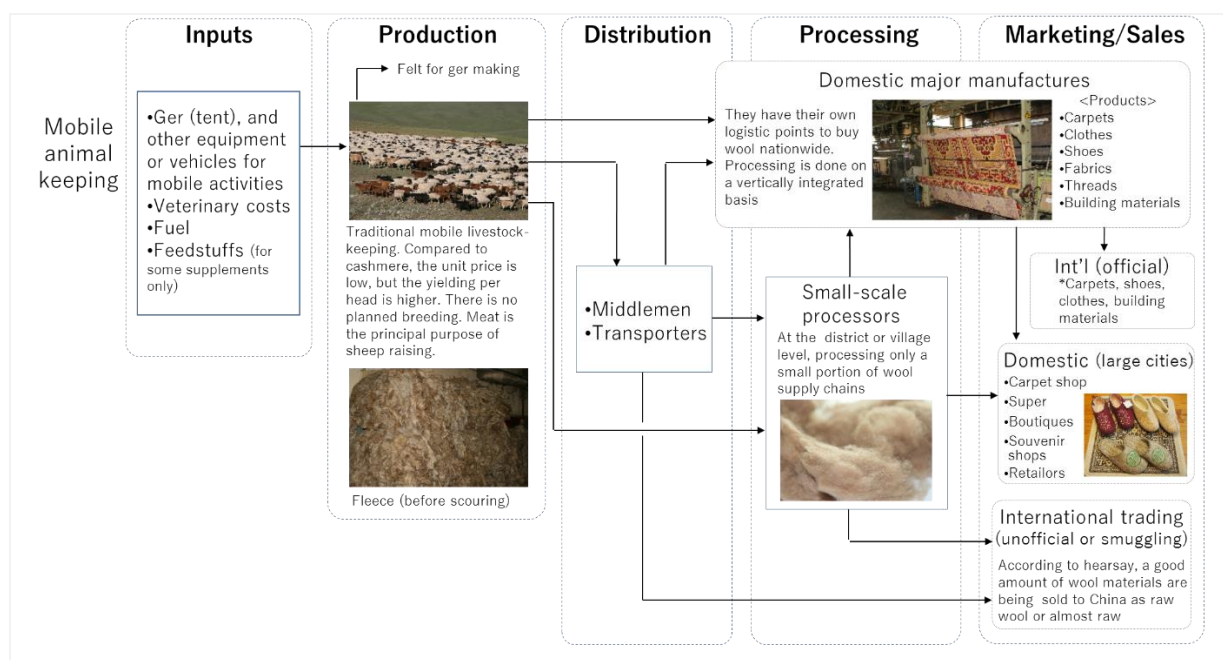 Inputs
Production
Distribution
Processing
Marketing/Sales
Mobile
animal
keeping
•Ger (tent), and
other equipment
or vehicles for
mobile activities
•Veterinary costs
•Fuel
•Feedstuffs (for
some supplements
only)
Felt for ger making
Traditional mobile livestock-
keeping. Compared to
cashmere, the unit price is
low, but the yielding per
head is higher. There is no
planned breeding. Meat is
the principal purpose of
sheep raising.
Fleece (before scouring)
•Middlemen
•Transporters
Domestic major manufactures
They have their own
logistic points to buy
wool nationwide.
Processing is done on
a vertically integrated
basis
<Products>
•Carpets
•Clothes
•Shoes
•Fabrics
•Threads
•Building materials
Small-scale
processors
At the district or village
level, processing only a
small portion of wool
supply chains
Int'l (official)
*Carpets, shoes,
clothes, building
materials
Domestic (large cities)
•Carpet shop
•Super
•Boutiques
•Souvenir
shops
•Retailors
International trading
(unofficial or smuggling)
According to hearsay, a good
amount of wool materials are
being sold to China as raw
wool or almost raw